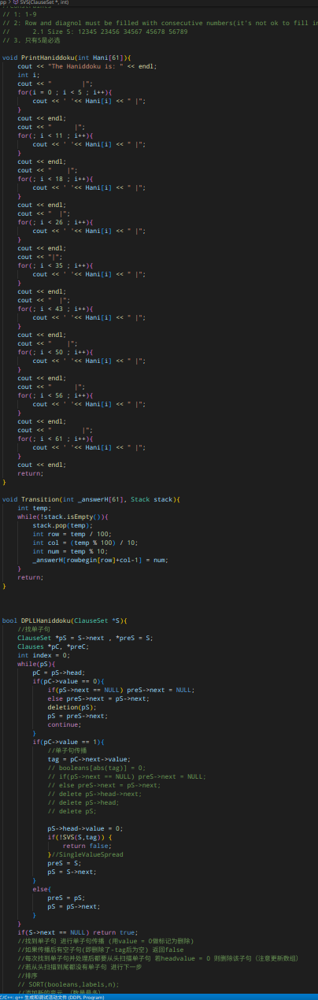 pp > SVS(ClauseSet *, int)
// 1: 1-9
// 2: Row and diagnol must be filled with consecutive numbers(it's not ok to fill in
//      2.1 Size 5: 12345 23456 34567 45678 56789
// 3. 只有5是必选
void PrintHaniddoku(int Hani[61]){
    cout << "The Haniddoku is: " << endl;
    int i;
    cout << "        |";
    for(i = 0 ; i < 5 ; i++){
        cout << ' '<< Hani[i] << " |";
    }
    cout << endl;
    cout << "      |";
    for(; i < 11 ; i++){
        cout << ' '<< Hani[i] << " |";
    }
    cout << endl;
    cout << "    |";
    for(; i < 18 ; i++){
        cout << ' '<< Hani[i] << " |";
    }
    cout << endl;
    cout << "  |";
    for(; i < 26 ; i++){
        cout << ' '<< Hani[i] << " |";
    }
    cout << endl;
    cout << "|";
    for(; i < 35 ; i++){
        cout << ' '<< Hani[i] << " |";
    }
    cout << endl;
    cout << "  |";
    for(; i < 43 ; i++){
        cout << ' '<< Hani[i] << " |";
    }
    cout << endl;
    cout << "    |";
    for(; i < 50 ; i++){
        cout << ' '<< Hani[i] << " |";
    }
    cout << endl;
    cout << "      |";
    for(; i < 56 ; i++){
        cout << ' '<< Hani[i] << " |";
    }
    cout << endl;
    cout << "        |";
    for(; i < 61 ; i++){
        cout << ' '<< Hani[i] << " |";
    }
    cout << endl;
    return;
}
void Transition(int _answerH[61], Stack stack){
    int temp;
    while(!stack.isEmpty()){
        stack.pop(temp);
        int row = temp / 100;
        int col = (temp % 100) / 10;
        int num = temp % 10;
        _answerH[rowbegin[row]+col-1] = num;
    }
    return;
}
bool DPLLHaniddoku(ClauseSet *S){
    //找单子句
    ClauseSet *pS = S->next , *preS = S;
    Clauses *pC, *preC;
    int index = 0;
    while(pS){
        pC = pS->head;
        if(pC->value == 0){
            if(pS->next == NULL) preS->next = NULL;
            else preS->next = pS->next;
            deletion(pS);
            pS = preS->next;
            continue;
        }
        if(pC->value == 1){
            //单子句传播
            tag = pC->next->value;
            // booleans[abs(tag)] = 0;
            // if(pS->next == NULL) preS->next = NULL;
            // else preS->next = pS->next;
            // delete pS->head->next;
            // delete pS->head;
            // delete pS;
            pS->head->value = 0;
            if(!SVS(S,tag)) {
                return false;
            }//SingleValueSpread
            preS = S;
            pS = S->next;
        }
        else{
            preS = pS;
            pS = pS->next;
        }
    }
    if(S->next == NULL) return true;
    //找到单子句 进行单子句传播 (用value = 0做标记为删除)
    //如果传播后有空子句(即删除了-tag后为空) 返回false
    //每次找到单子句并处理后都要从头扫描单子句 若headvalue = 0 则删除该子句（注意更新数组）
    //若从头扫描到尾都没有单子句 进行下一步
    //排序
    // SORT(booleans,labels,n);
C/C++: g++ 生成和调试活动文件 (DDPL Program)